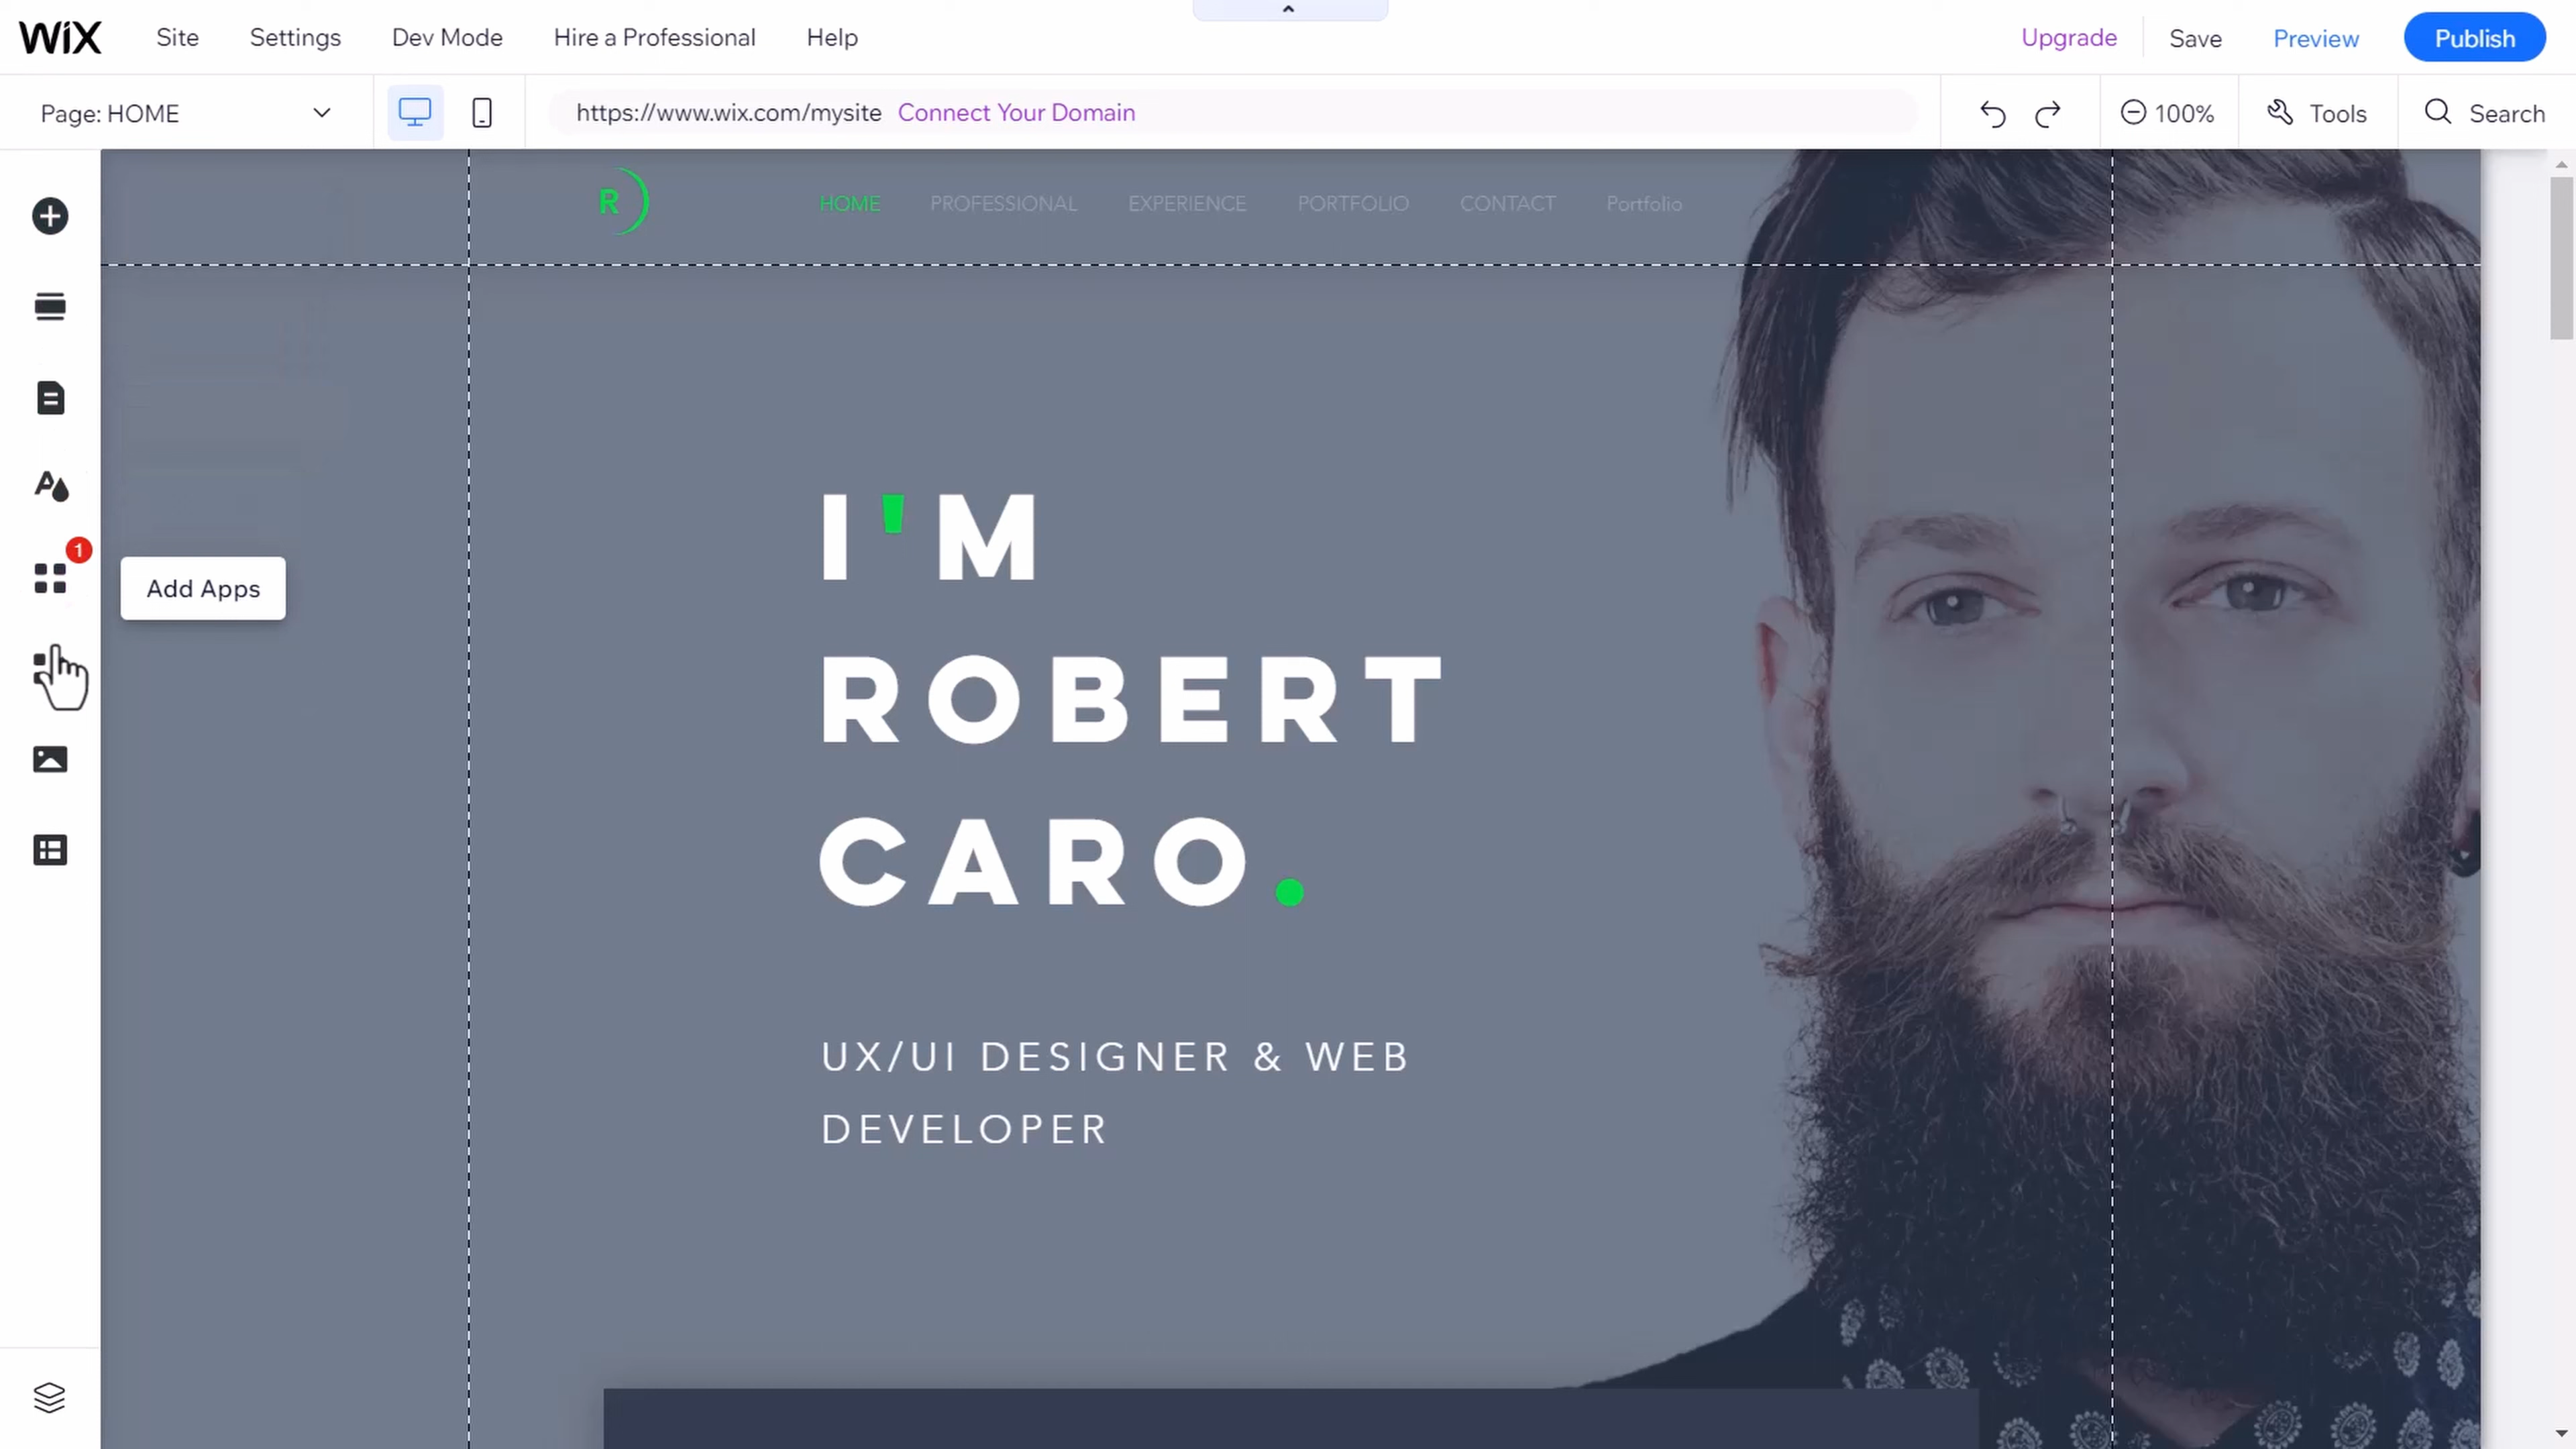 WiX Site Settings Dev Mode Hire a Professional Help Upgrade Save Preview Publish
Page: HOME https://www.wix.com/mysite Connect Your Domain 100% Tools Search
R HOME PROFESSIONAL EXPERIENCE PORTFOLIO CONTACT Portfolio
I'M
1
Add Apps
ROBERT
CARO.
UX/UI DESIGNER & WEB
DEVELOPER